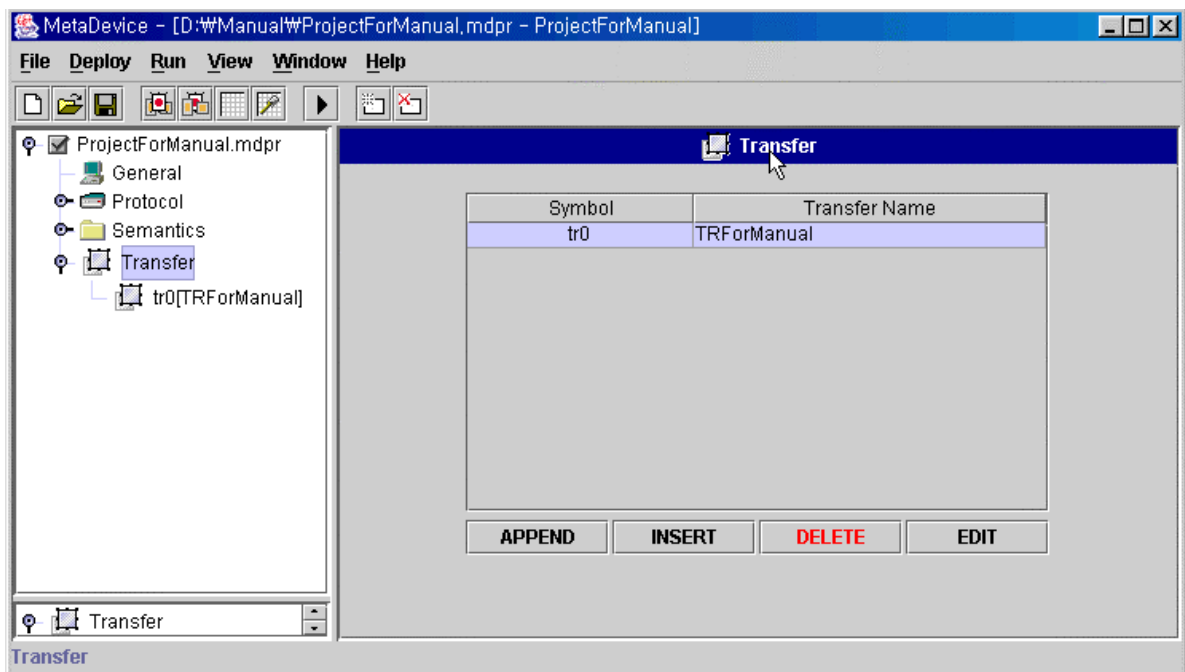 MetaDevice - [D:₩Manual₩ProjectForManual.mdpr - ProjectForManual]
File Deploy Run View Window Help
ProjectForManual.mdpr
General
Protocol
Semantics
Transfer
tr0[TRForManual]
Transfer
Transfer
Symbol Transfer Name
tr0 TRForManual
APPEND INSERT DELETE EDIT
Transfer